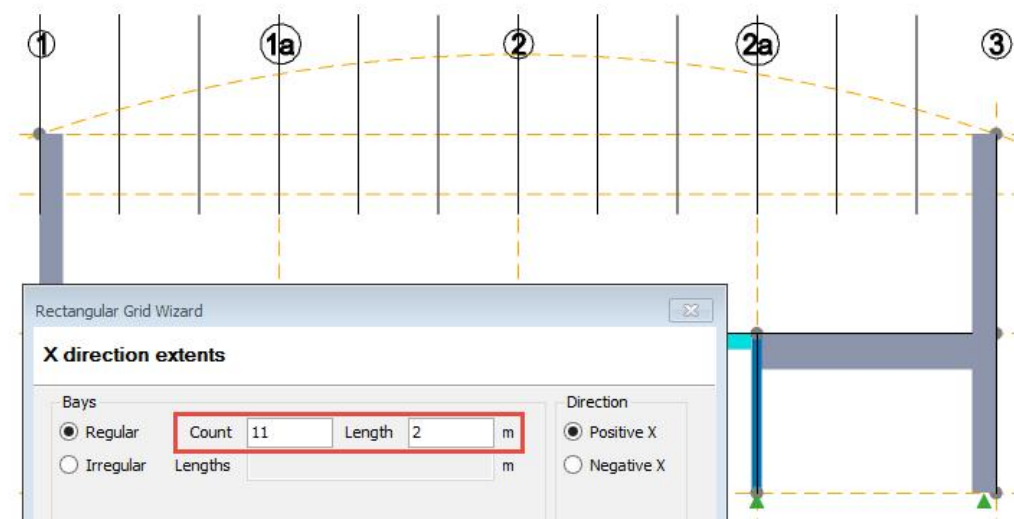 1 1a 2 2a 3
Rectangular Grid Wizard
X direction extents
Bays Direction
Regular Count 11 Length 2 m Positive X
Irregular Lengths m Negative X